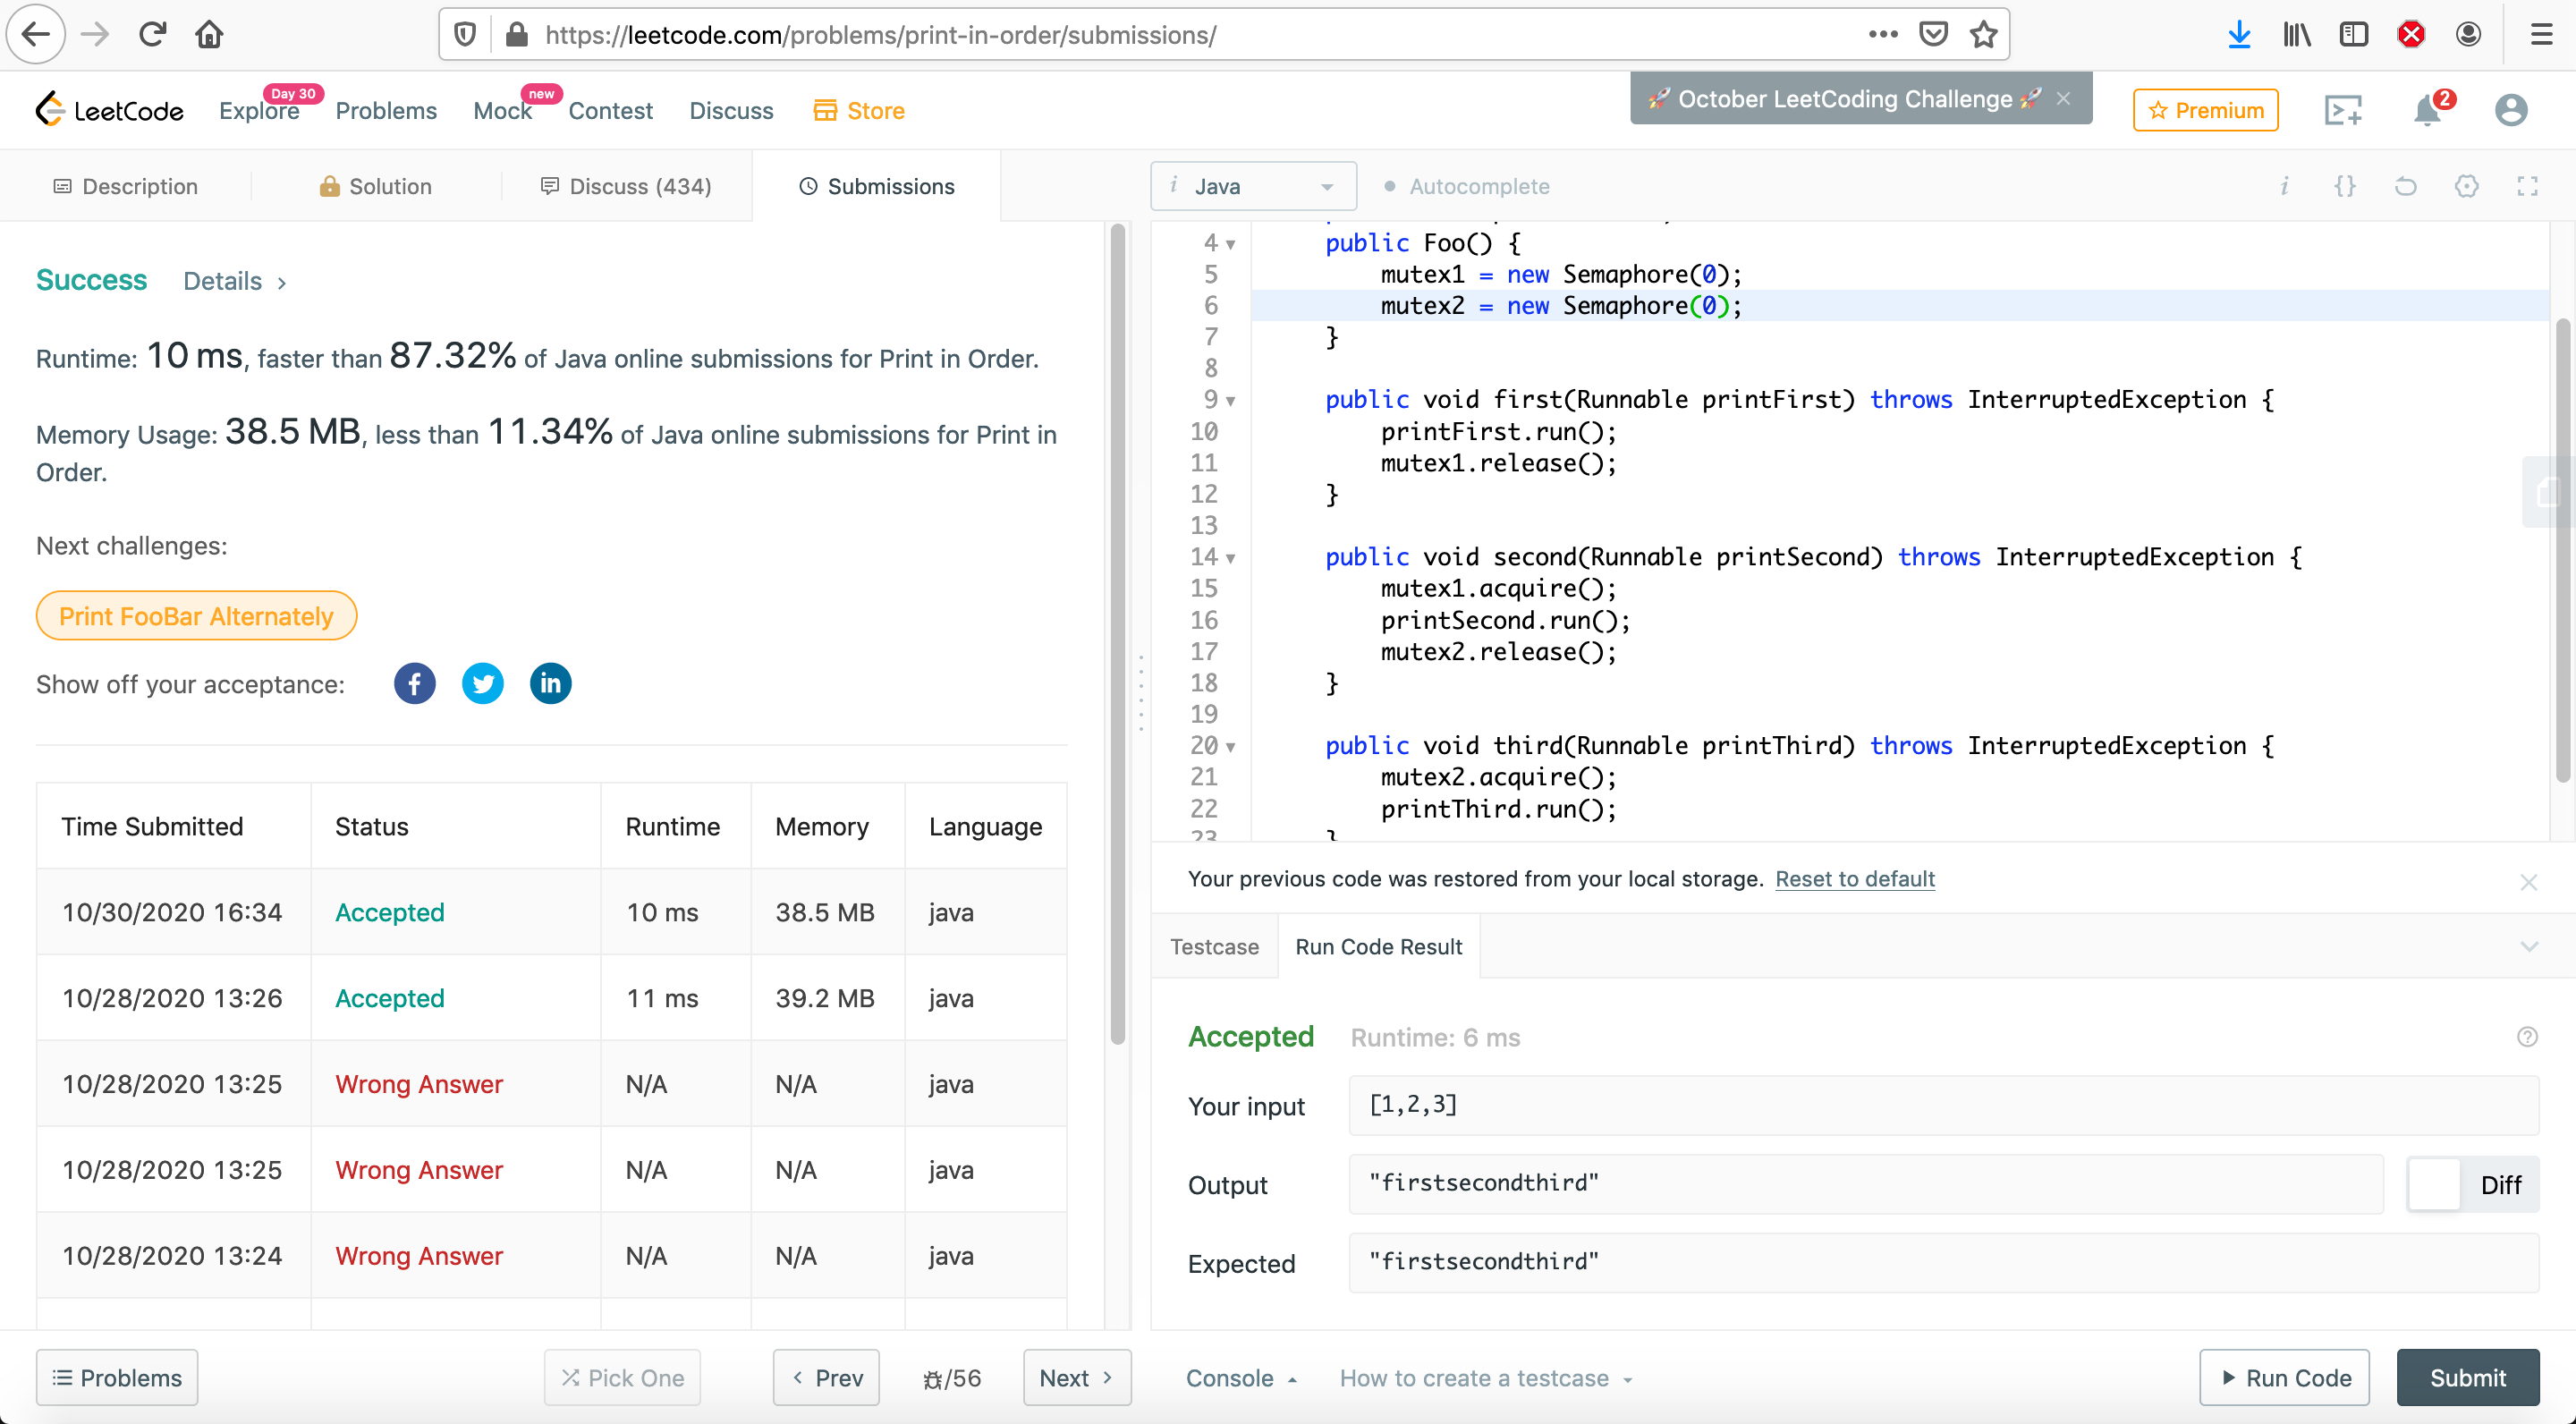 https://leetcode.com/problems/print-in-order/submissions/
LeetCode
Explore
Day 30
Problems
Mock
new
Contest
Discuss
Store
🚀 October LeetCoding Challenge 🚀
Premium
2
Description
Solution
Discuss (434)
Submissions
Success
Details
Runtime: 10 ms, faster than 87.32% of Java online submissions for Print in Order.
Memory Usage: 38.5 MB, less than 11.34% of Java online submissions for Print in
Order.
Next challenges:
Print FooBar Alternately
Show off your acceptance:
Time Submitted Status Runtime Memory Language
10/30/2020 16:34 Accepted 10 ms 38.5 MB java
10/28/2020 13:26 Accepted 11 ms 39.2 MB java
10/28/2020 13:25 Wrong Answer N/A N/A java
10/28/2020 13:25 Wrong Answer N/A N/A java
10/28/2020 13:24 Wrong Answer N/A N/A java
Problems
Pick One
Prev
/56
Next
i Java
Autocomplete
4 public Foo() {
5 mutex1 = new Semaphore(0);
6 mutex2 = new Semaphore(0);
7 }
8
9 public void first(Runnable printFirst) throws InterruptedException {
10 printFirst.run();
11 mutex1.release();
12 }
13
14 public void second(Runnable printSecond) throws InterruptedException {
15 mutex1.acquire();
16 printSecond.run();
17 mutex2.release();
18 }
19
20 public void third(Runnable printThird) throws InterruptedException {
21 mutex2.acquire();
22 printThird.run();
23 }
Your previous code was restored from your local storage. Reset to default
Testcase
Run Code Result
Accepted Runtime: 6 ms
Your input [1,2,3]
Output "firstsecondthird"
Diff
Expected "firstsecondthird"
Console
How to create a testcase
Run Code
Submit